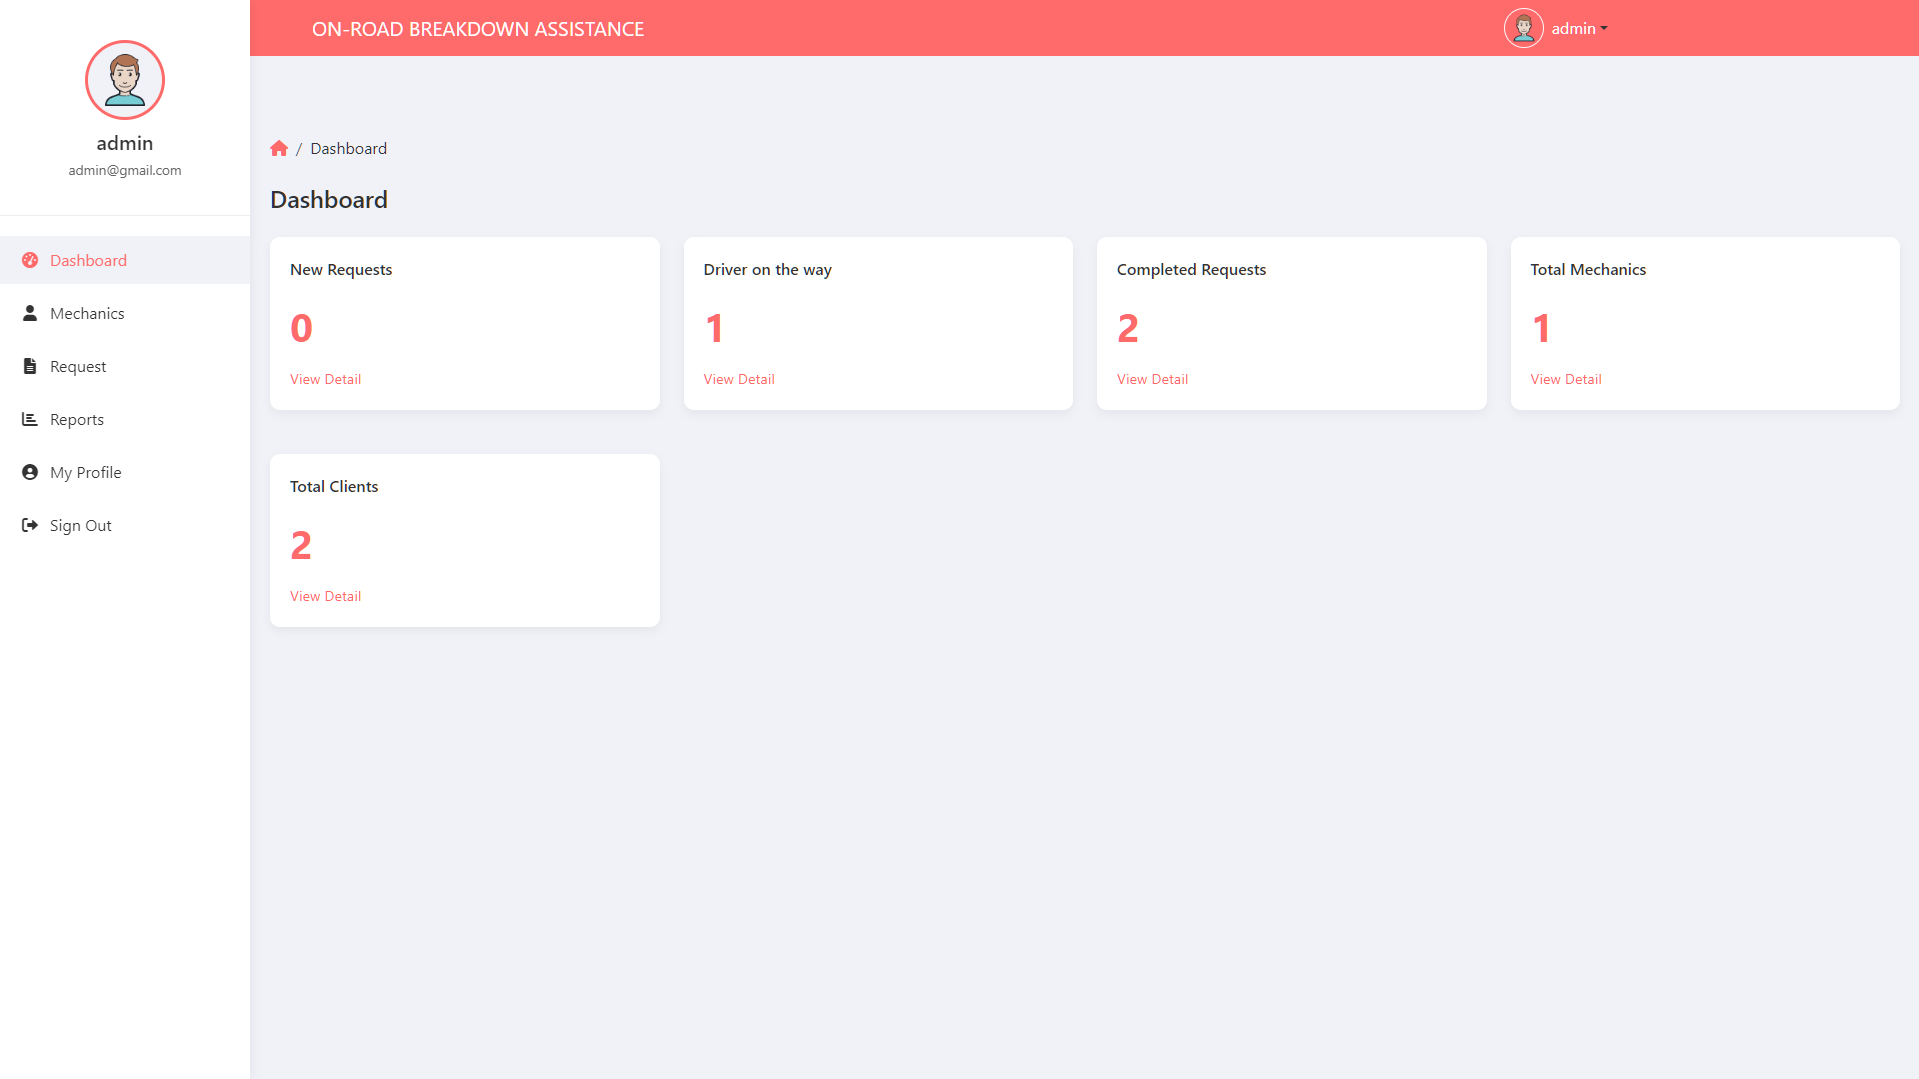 admin
admin@gmail.com
Dashboard
Mechanics
Request
Reports
My Profile
Sign Out
ON-ROAD BREAKDOWN ASSISTANCE
admin
/ Dashboard
Dashboard
New Requests
0
View Detail
Driver on the way
1
View Detail
Completed Requests
2
View Detail
Total Mechanics
1
View Detail
Total Clients
2
View Detail